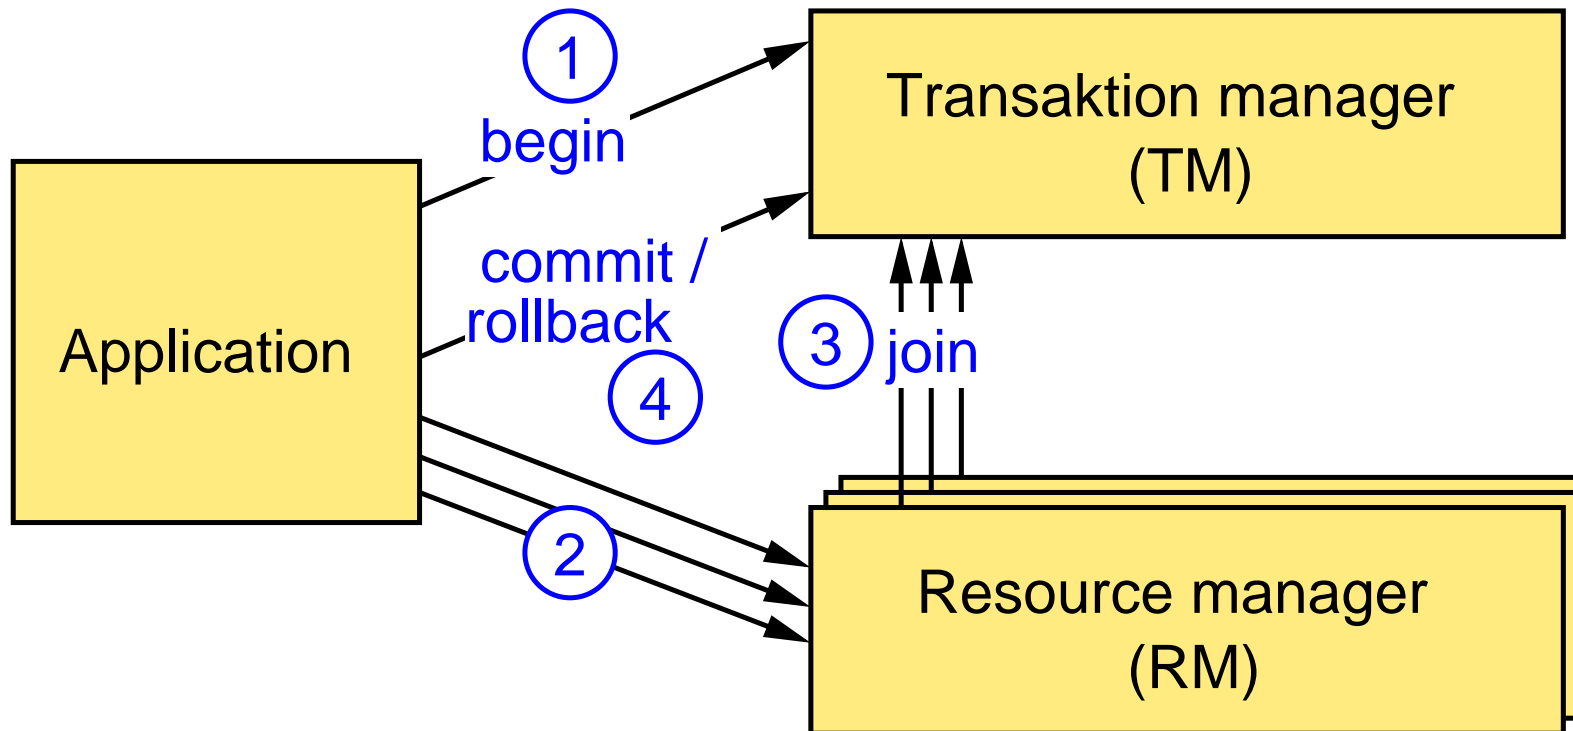 1
begin
Transaktion manager
(TM)
commit /
rollback
4
Application
3
join
2
Resource manager
(RM)